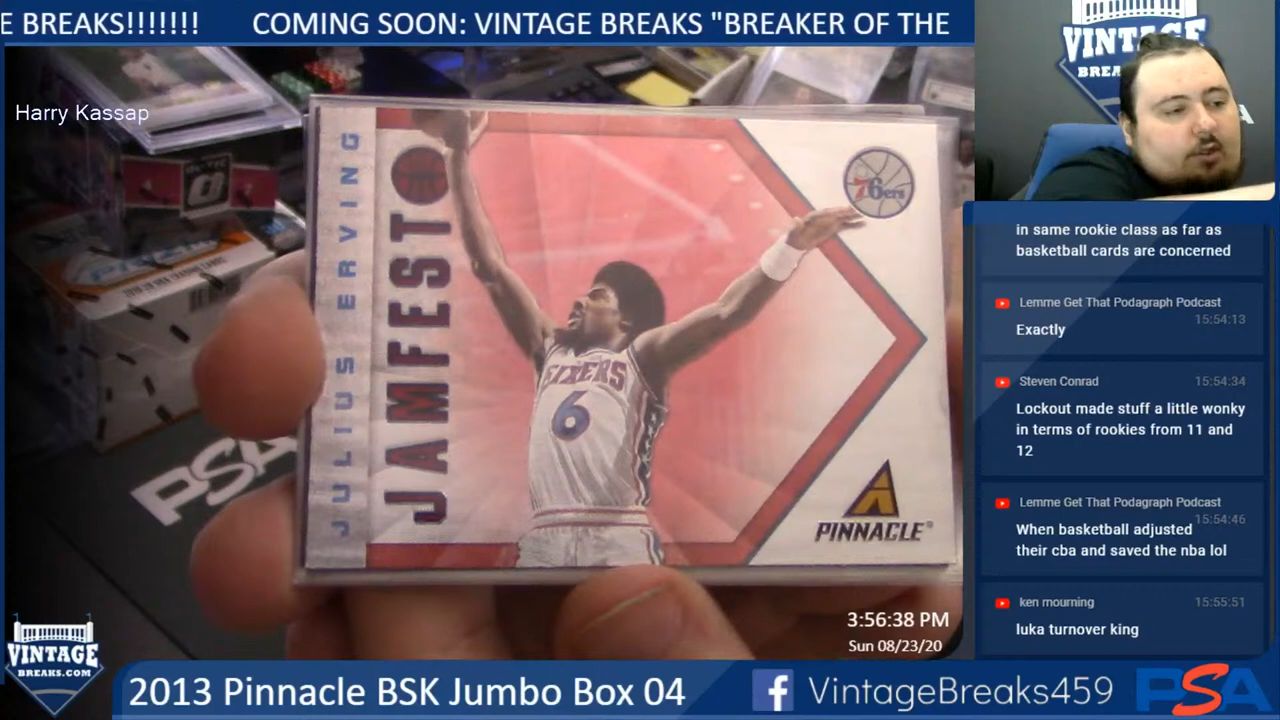 E BREAKS!!!!!!! COMING SOON: VINTAGE BREAKS "BREAKER OF THE
Harry Kassap
JULIUS ERVING
JAMFEST
76ers
SIXERS
6
PINNACLE
PSA
3:56:38 PM
Sun 08/23/20
VINTAGE
BREAKS.COM
2013 Pinnacle BSK Jumbo Box 04
VintageBreaks459
PSA
VINTAGE
BREA
in same rookie class as far as
basketball cards are concerned
Lemme Get That Podagraph Podcast
15:54:13
Exactly
Steven Conrad 15:54:34
Lockout made stuff a little wonky
in terms of rookies from 11 and
12
Lemme Get That Podagraph Podcast
15:54:46
When basketball adjusted
their cba and saved the nba lol
ken mourning 15:55:51
luka turnover king